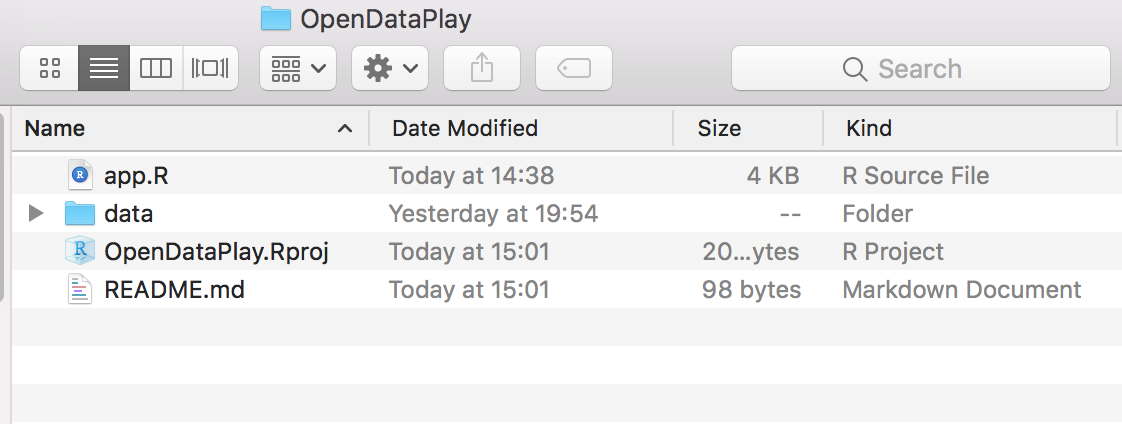 OpenDataPlay
Search
Name Date Modified Size Kind
app.R Today at 14:38 4 KB R Source File
data Yesterday at 19:54 -- Folder
OpenDataPlay.Rproj Today at 15:01 20…ytes R Project
README.md Today at 15:01 98 bytes Markdown Document